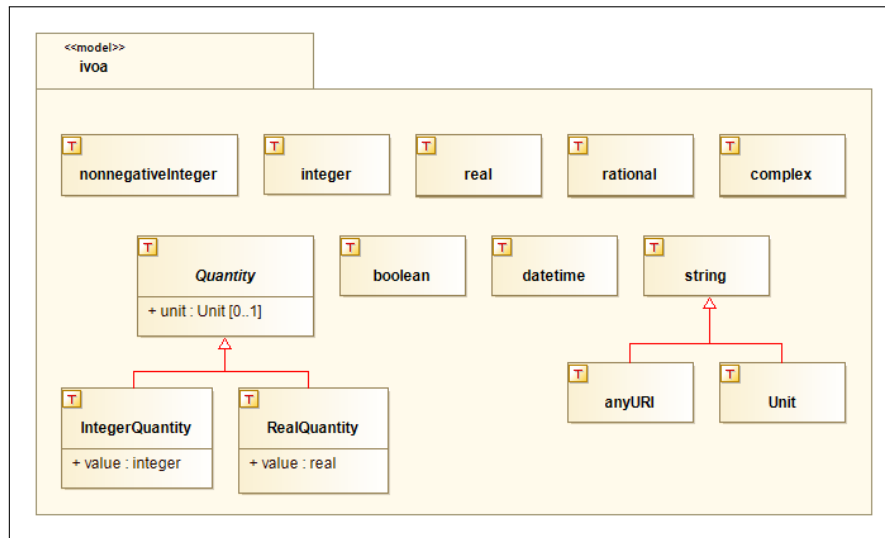 <<model>>
ivoa
T T T T T
nonnegativeInteger integer real rational complex
T T T T
Quantity boolean datetime string
+ unit : Unit [0..1]
T T T T
IntegerQuantity RealQuantity anyURI Unit
+ value : integer + value : real